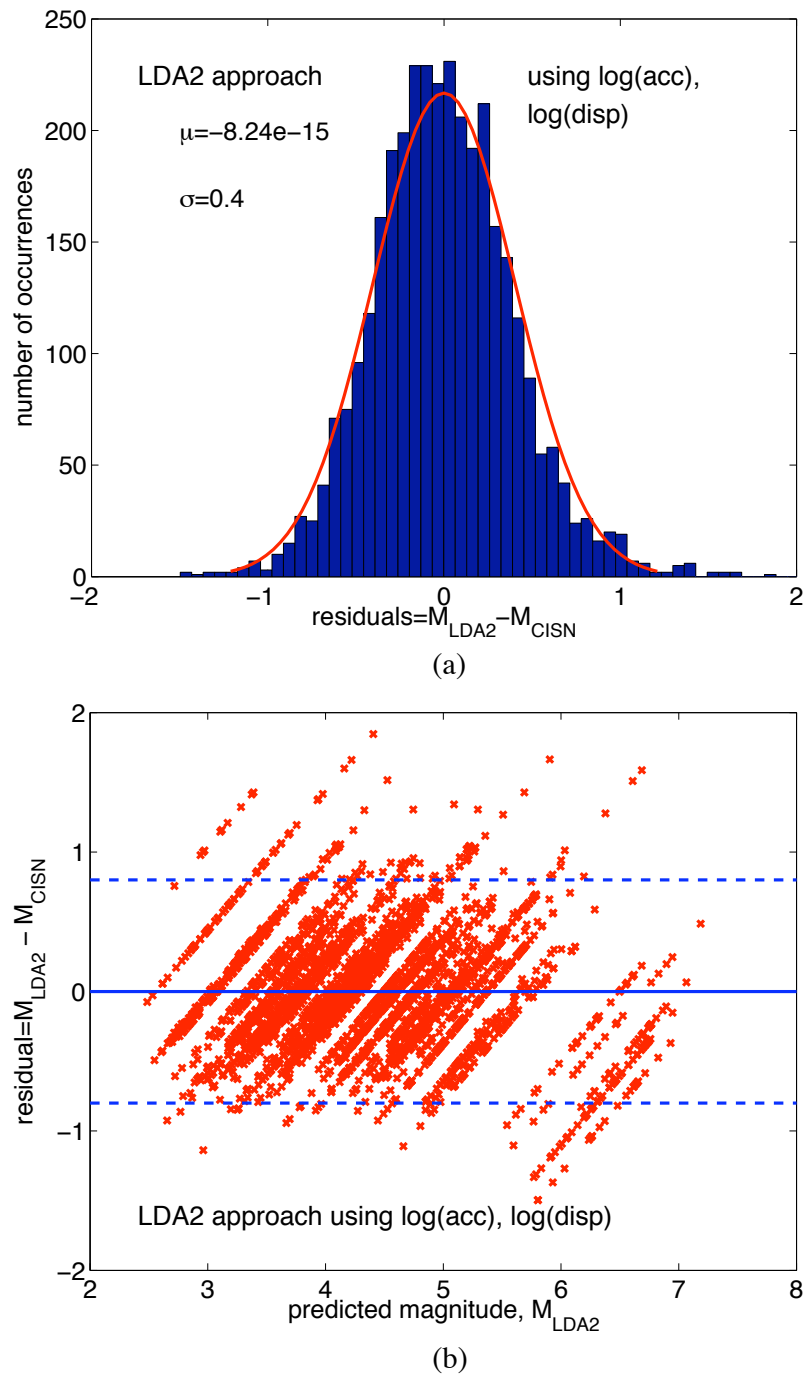 250
200
150
100
50
0
number of occurrences
LDA2 approach
μ=−8.24e−15
σ=0.4
using log(acc),
log(disp)
−2
−1
0
1
2
residuals=M_LDA2−M_CISN
(a)
2
1
0
−1
−2
residual=M_LDA2 − M_CISN
LDA2 approach using log(acc), log(disp)
2
3
4
5
6
7
8
predicted magnitude, M_LDA2
(b)